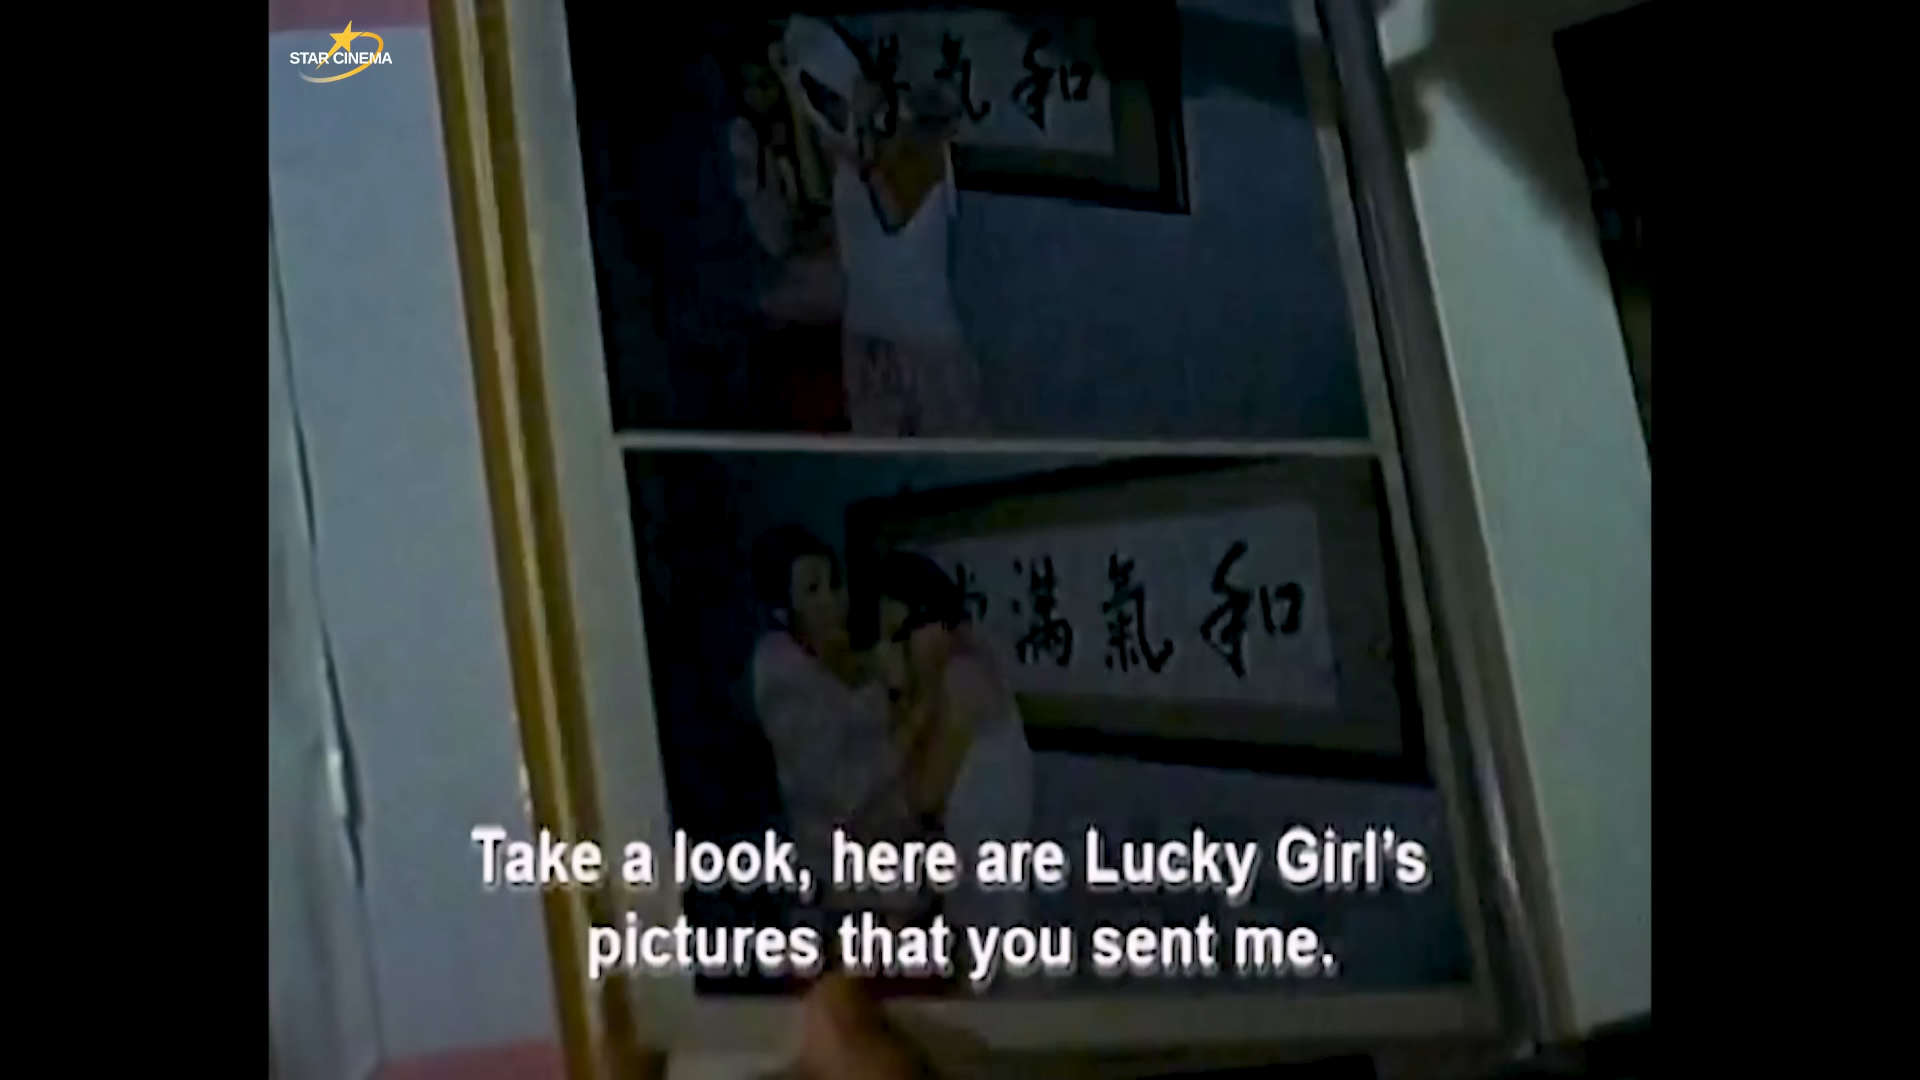 STAR CINEMA
氣和
滿氣和
Take a look, here are Lucky Girl's
pictures that you sent me.